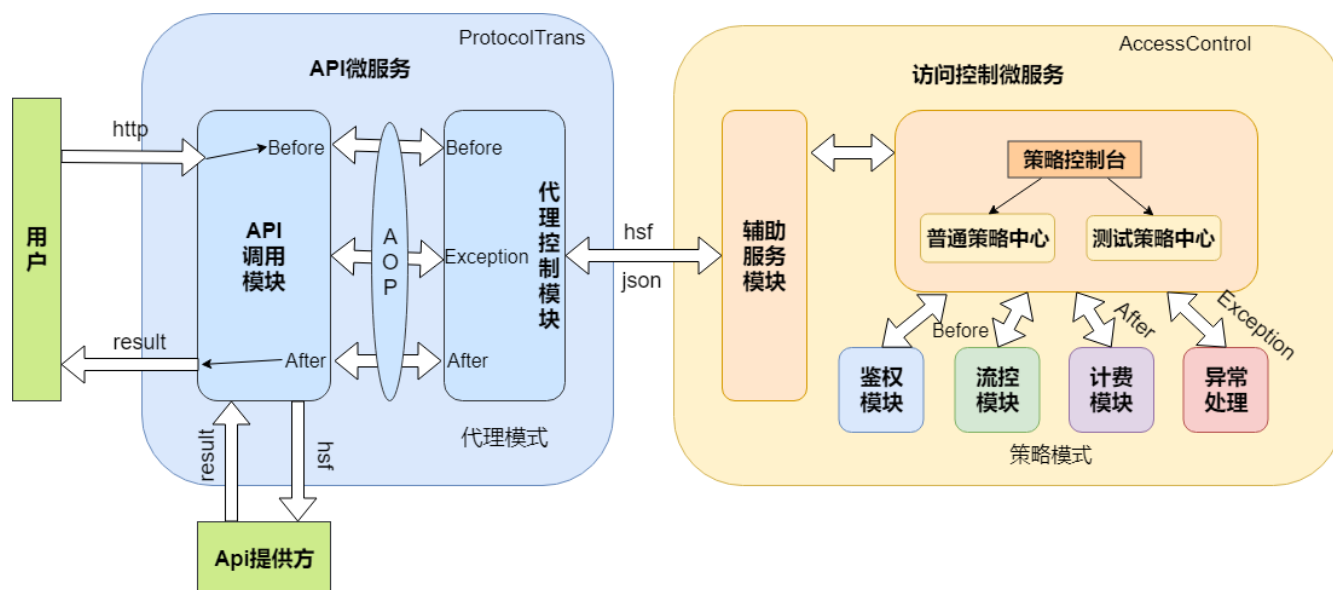 ProtocolTrans
API微服务
用
户
http
result
API
调用
模块
Before
After
A
O
P
Before
Exception
After
代
理
控
制
模
块
代理模式
result
hsf
Api提供方
hsf
json
AccessControl
访问控制微服务
辅助
服务
模块
策略控制台
普通策略中心
测试策略中心
Before
After
Exception
鉴权
模块
流控
模块
计费
模块
异常
处理
策略模式